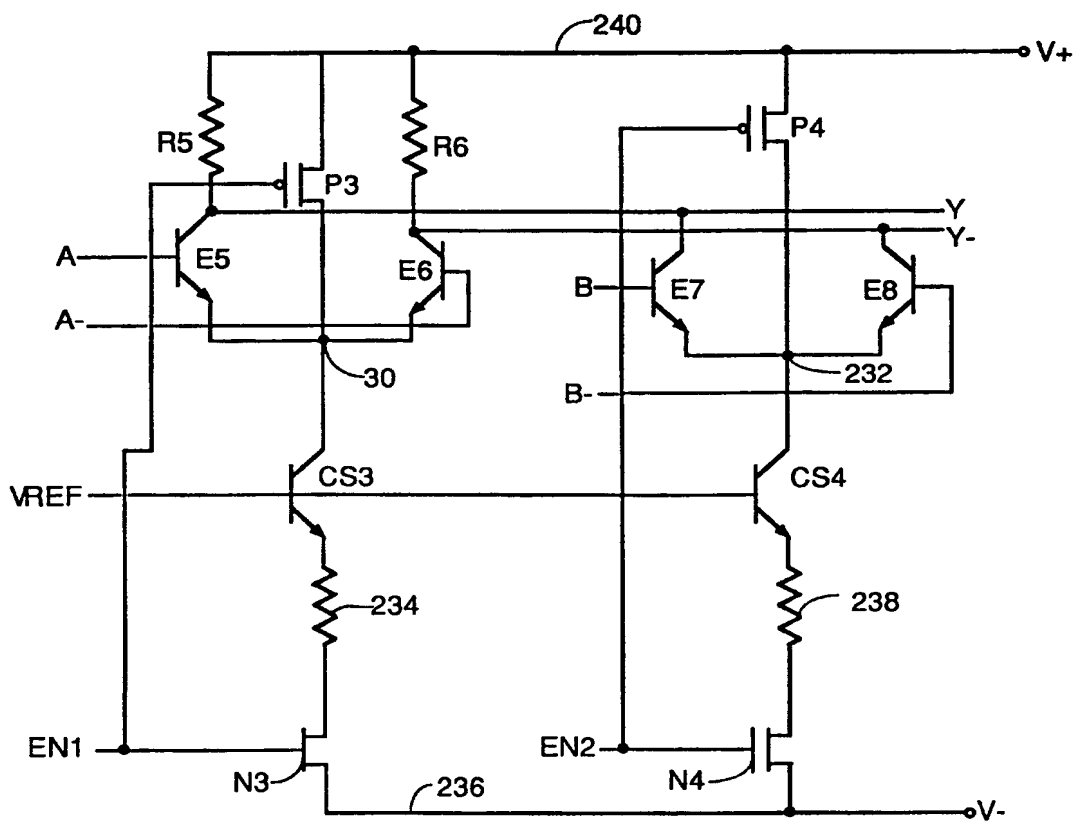 240
V+
R5
P3
R6
P4
Y
Y-
A
E5
E6
B
E7
E8
A-
30
232
B-
VREF
CS3
CS4
234
238
EN1
EN2
N3
236
N4
V-